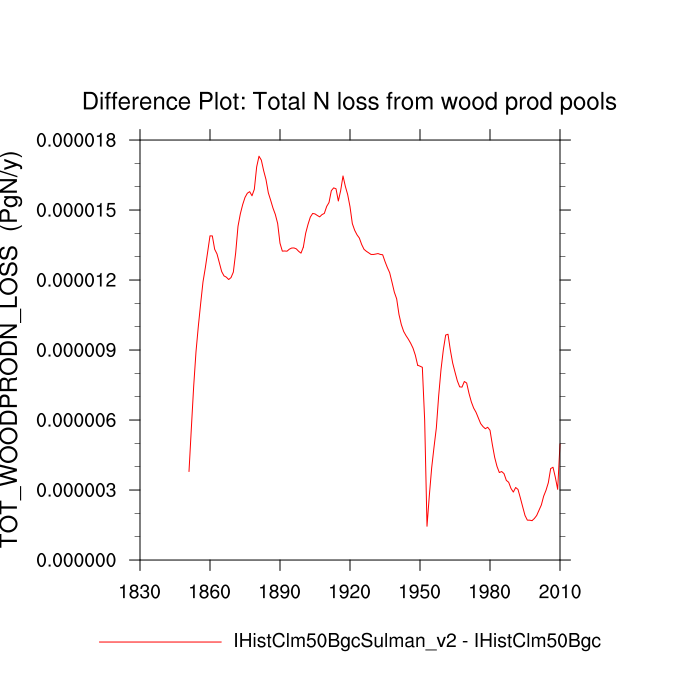 Difference Plot: Total N loss from wood prod pools
TOT_WOODPRODN_LOSS (PgN/y)
0.000018
0.000015
0.000012
0.000009
0.000006
0.000003
0.000000
1830 1860 1890 1920 1950 1980 2010
IHistClm50BgcSulman_v2 - IHistClm50Bgc